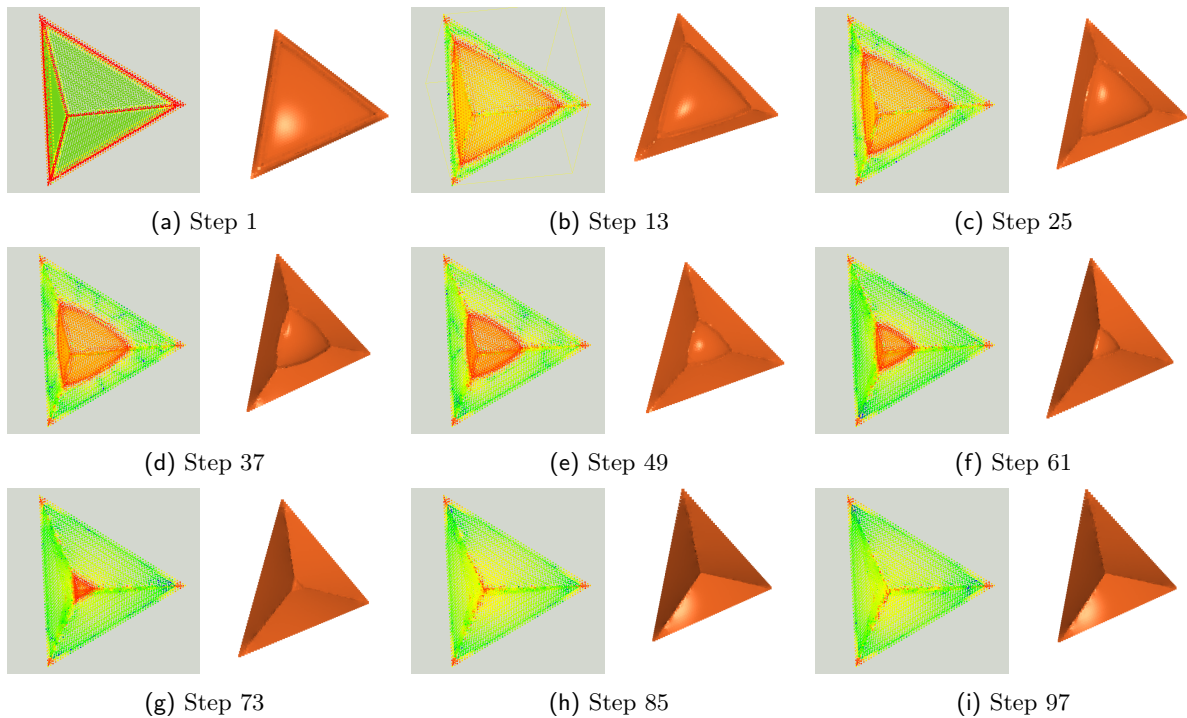 (a) Step 1
(b) Step 13
(c) Step 25
(d) Step 37
(e) Step 49
(f) Step 61
(g) Step 73
(h) Step 85
(i) Step 97